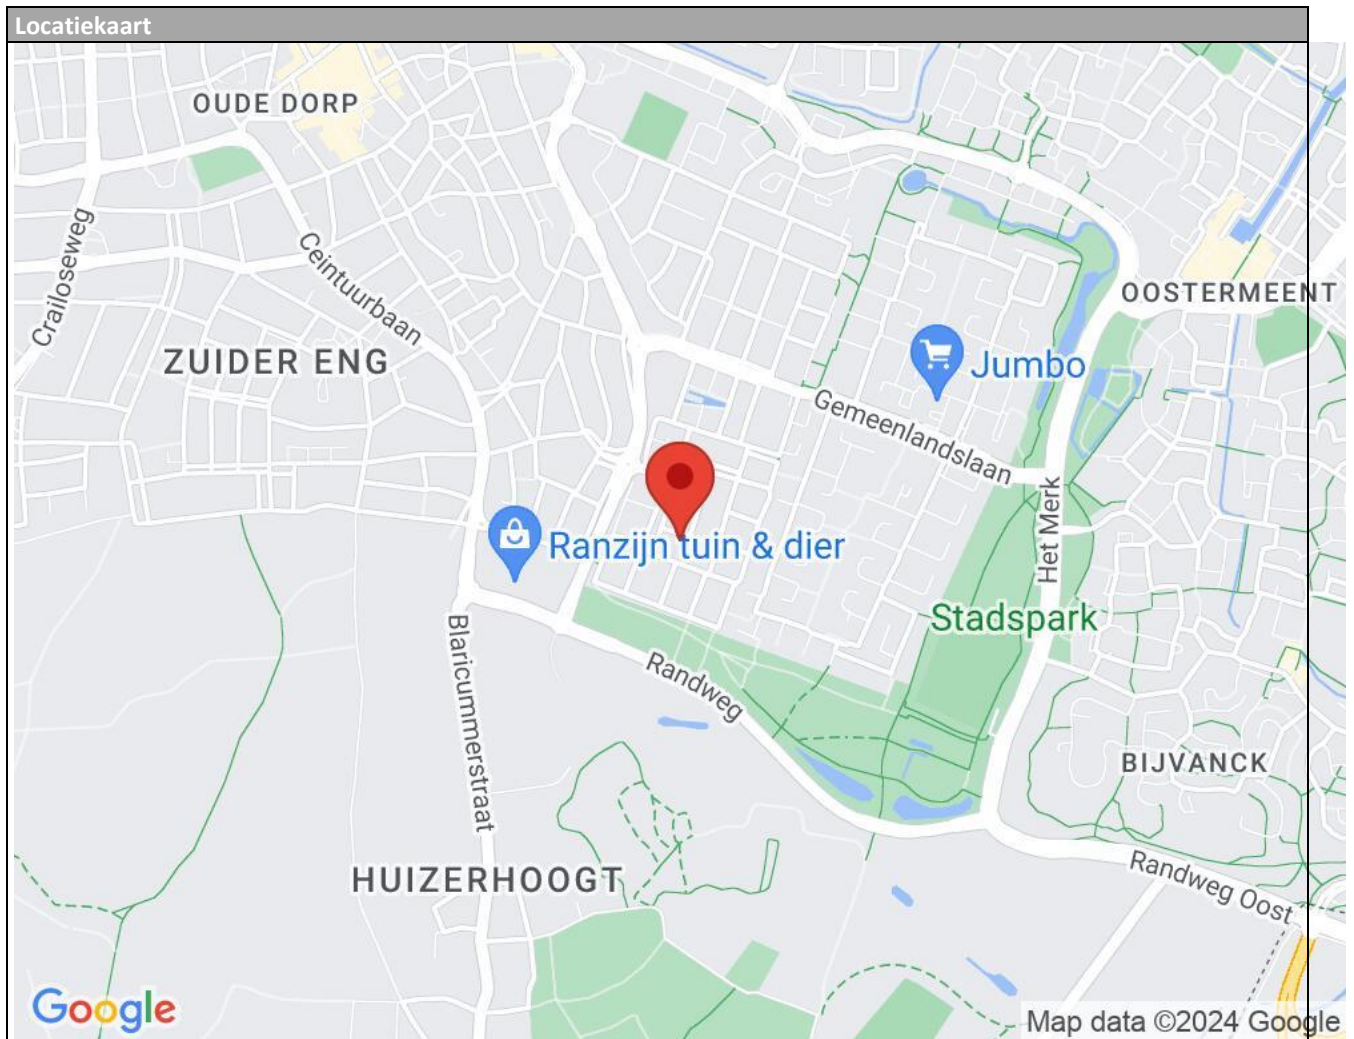 Locatiekaart
OUDE DORP
Crailoseweg
Ceintuurbaan
ZUIDER ENG
OOSTERMEENT
Jumbo
Gemeenlandslaan
Het Merk
Ranzijn tuin & dier
Stadspark
Blaricummerstraat
Randweg
BIJVANCK
HUIZERHOOGT
Randweg Oost
Google
Map data ©2024 Google